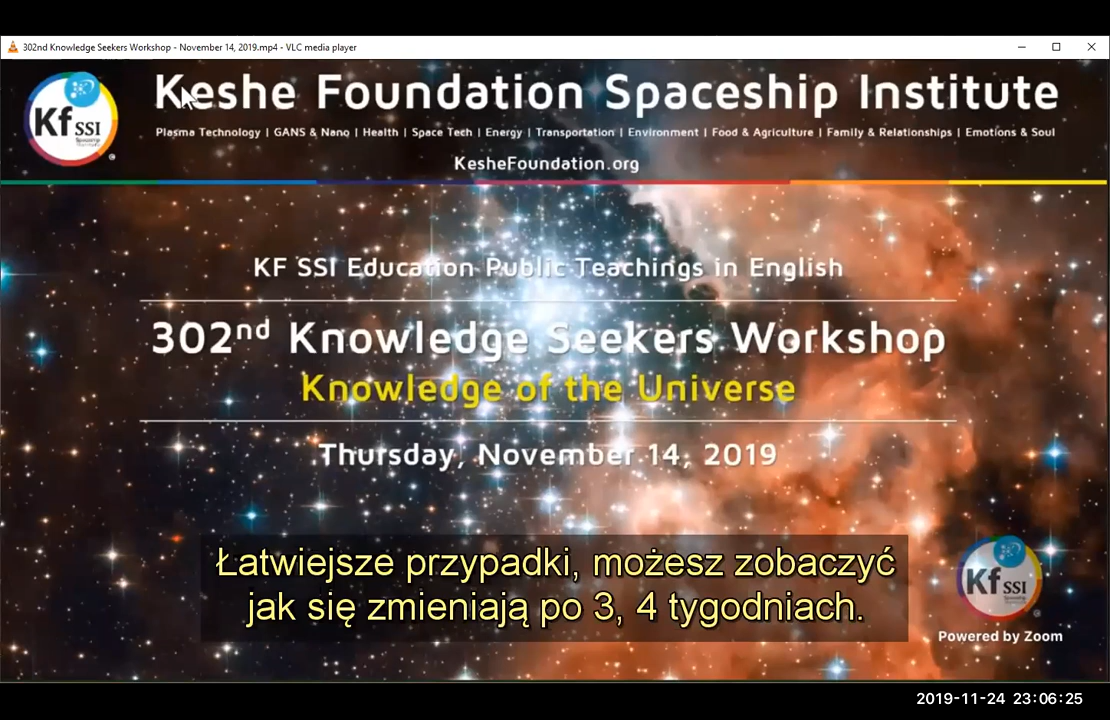 302nd Knowledge Seekers Workshop - November 14, 2019.mp4 - VLC media player
Kf SSI
Keshe Foundation Spaceship Institute
Plasma Technology | GANS & Nano | Health | Space Tech | Energy | Transportation | Environment | Food & Agriculture | Family & Relationships | Emotions & Soul
KesheFoundation.org
KF SSI Education Public Teachings in English
302nd Knowledge Seekers Workshop
Knowledge of the Universe
Thursday, November 14, 2019
Łatwiejsze przypadki, możesz zobaczyć
jak się zmieniają po 3, 4 tygodniach.
Kf SSI
Powered by Zoom
2019-11-24 23:06:25